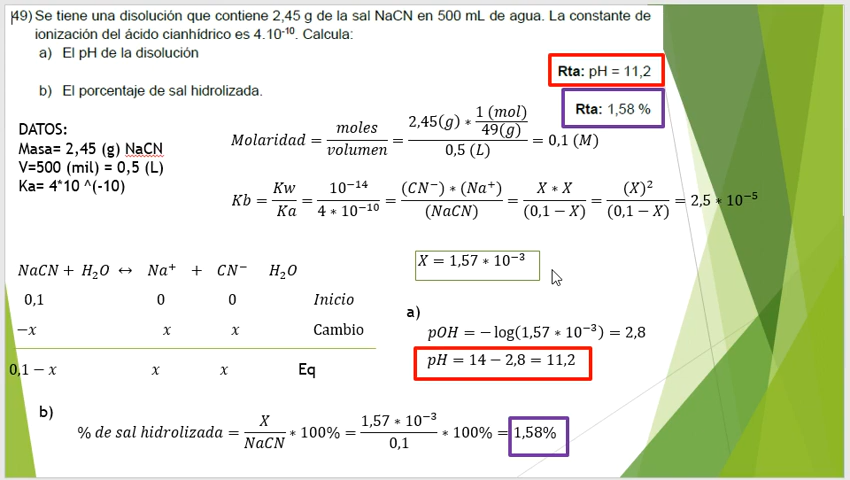 49) Se tiene una disolución que contiene 2,45 g de la sal NaCN en 500 mL de agua. La constante de
ionización del ácido cianhídrico es 4.10⁻¹⁰. Calcula:
a) El pH de la disolución
Rta: pH = 11,2
b) El porcentaje de sal hidrolizada.
Rta: 1,58 %
DATOS:
Masa= 2,45 (g) NaCN
V=500 (mil) = 0,5 (L)
Ka= 4*10 ^(-10)
Molaridad = moles/volumen = (2,45(g) * 1 (mol)/49(g))/(0,5 (L)) = 0,1 (M)
Kb = Kw/Ka = 10⁻¹⁴/(4 * 10⁻¹⁰) = ((CN⁻) * (Na⁺))/(NaCN) = (X * X)/(0,1 − X) = (X)²/(0,1 − X) = 2,5 * 10⁻⁵
X = 1,57 * 10⁻³
NaCN + H₂O ↔ Na⁺ + CN⁻ H₂O
0,1 0 0 Inicio
−x x x Cambio
0,1 − x x x Eq
a)
pOH = − log(1,57 * 10⁻³) = 2,8
pH = 14 − 2,8 = 11,2
b)
% de sal hidrolizada = X/NaCN * 100% = (1,57 * 10⁻³)/0,1 * 100% = 1,58%